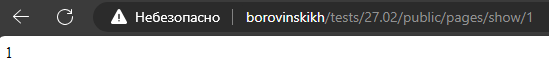 Небезопасно borovinskikh/tests/27.02/public/pages/show/1
1